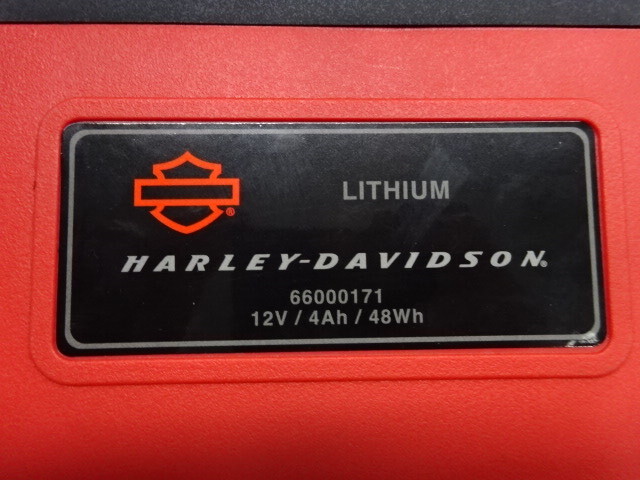 LITHIUM
HARLEY-DAVIDSON®
66000171
12V / 4Ah / 48Wh